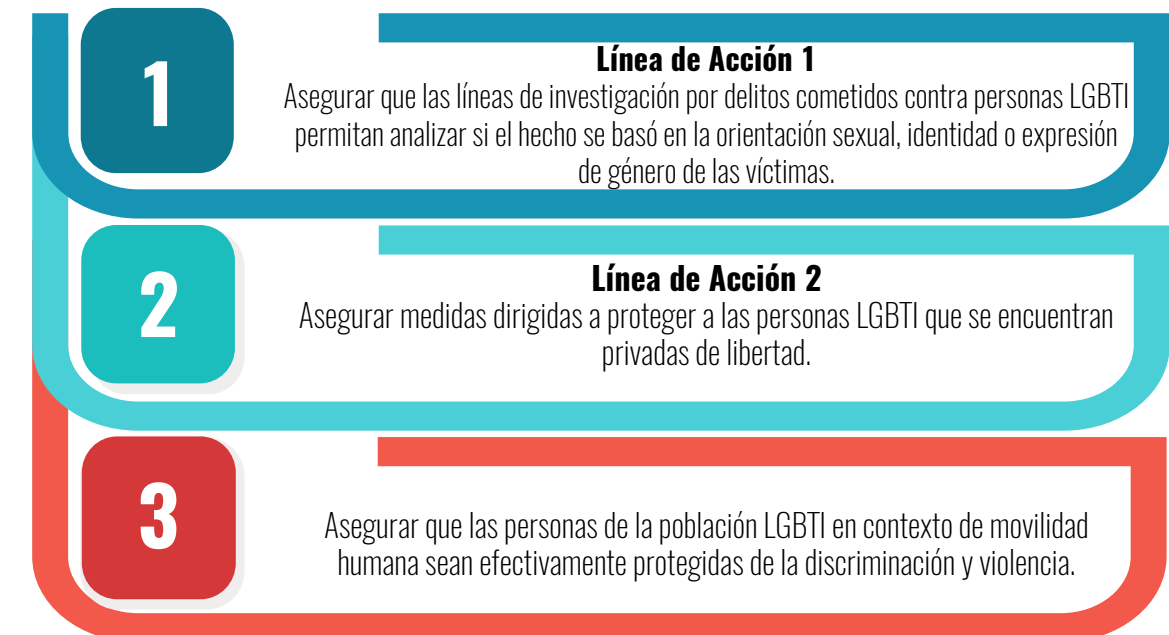 1
Línea de Acción 1
Asegurar que las líneas de investigación por delitos cometidos contra personas LGBTI
permitan analizar si el hecho se basó en la orientación sexual, identidad o expresión
de género de las víctimas.
2
Línea de Acción 2
Asegurar medidas dirigidas a proteger a las personas LGBTI que se encuentran
privadas de libertad.
3
Asegurar que las personas de la población LGBTI en contexto de movilidad
humana sean efectivamente protegidas de la discriminación y violencia.